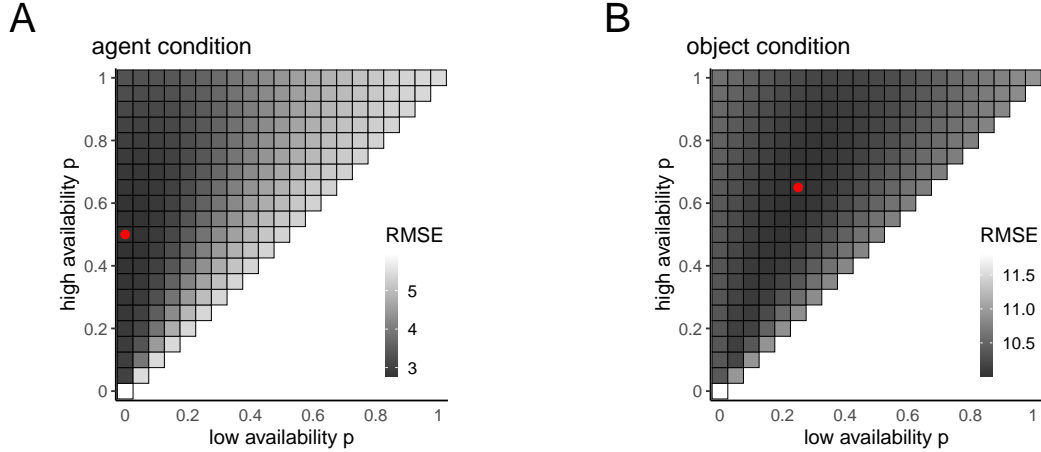 A
agent condition
high availability p
1
0.8
0.6
0.4
0.2
0
0 0.2 0.4 0.6 0.8 1
low availability p
RMSE
5
4
3
B
object condition
high availability p
1
0.8
0.6
0.4
0.2
0
0 0.2 0.4 0.6 0.8 1
low availability p
RMSE
11.5
11.0
10.5